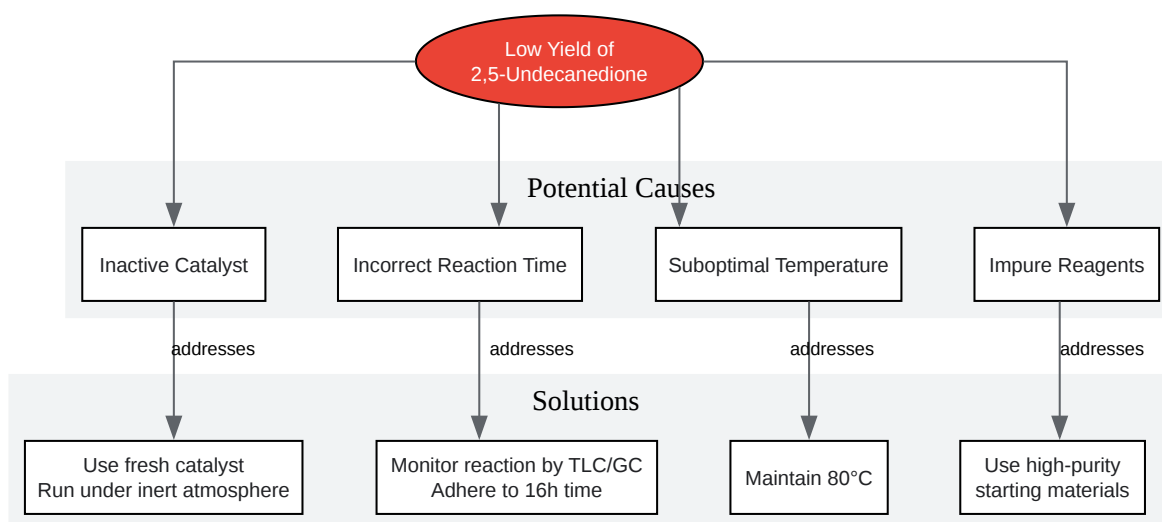 Low Yield of
2,5-Undecanedione
Potential Causes
Inactive Catalyst
Incorrect Reaction Time
Suboptimal Temperature
Impure Reagents
addresses
addresses
addresses
addresses
Solutions
Use fresh catalyst
Run under inert atmosphere
Monitor reaction by TLC/GC
Adhere to 16h time
Maintain 80°C
Use high-purity
starting materials